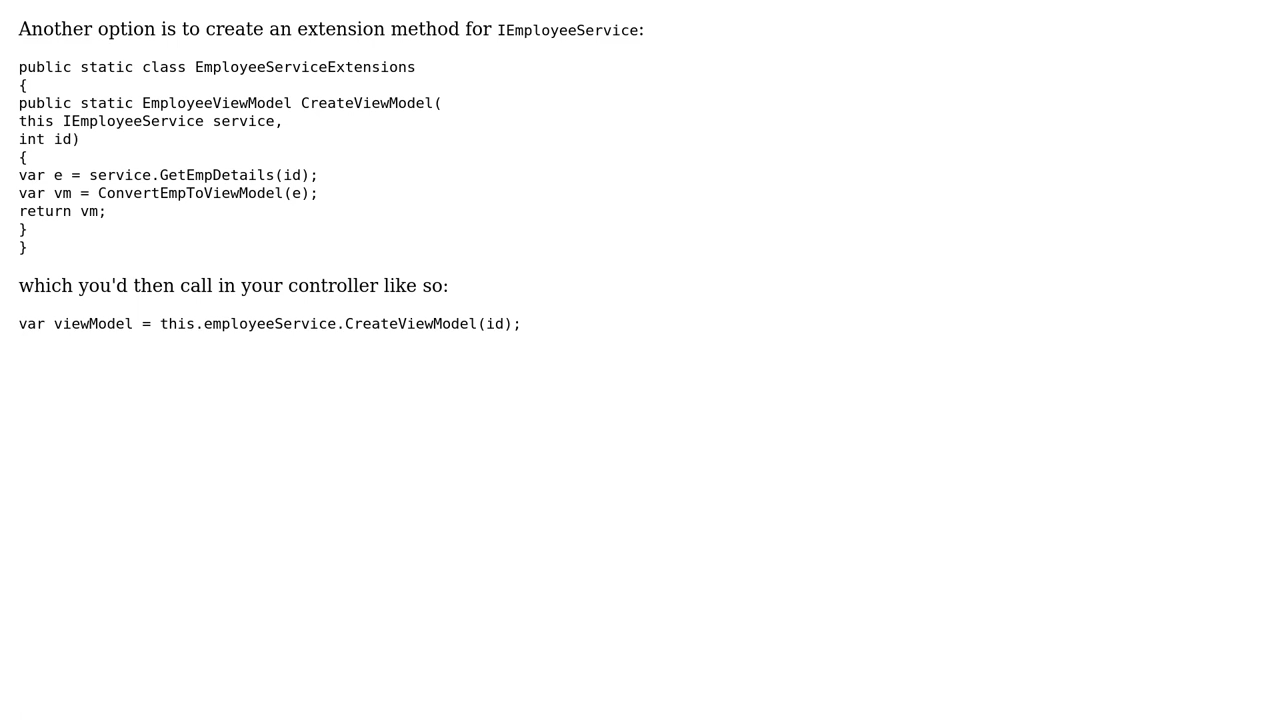 Another option is to create an extension method for IEmployeeService:
public static class EmployeeServiceExtensions
{
public static EmployeeViewModel CreateViewModel(
this IEmployeeService service,
int id)
{
var e = service.GetEmpDetails(id);
var vm = ConvertEmpToViewModel(e);
return vm;
}
}
which you'd then call in your controller like so:
var viewModel = this.employeeService.CreateViewModel(id);